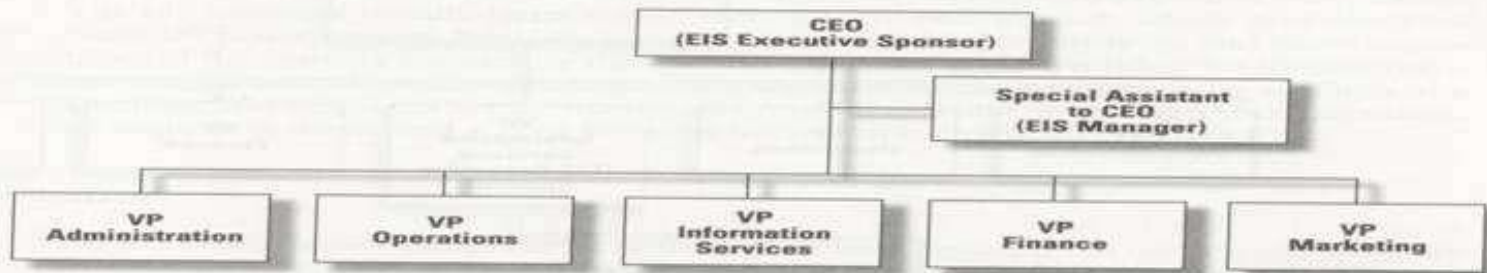 CEO
(EIS Executive Sponsor)
Special Assistant
to CEO
(EIS Manager)
VP
Administration
VP
Operations
VP
Information
Services
VP
Finance
VP
Marketing